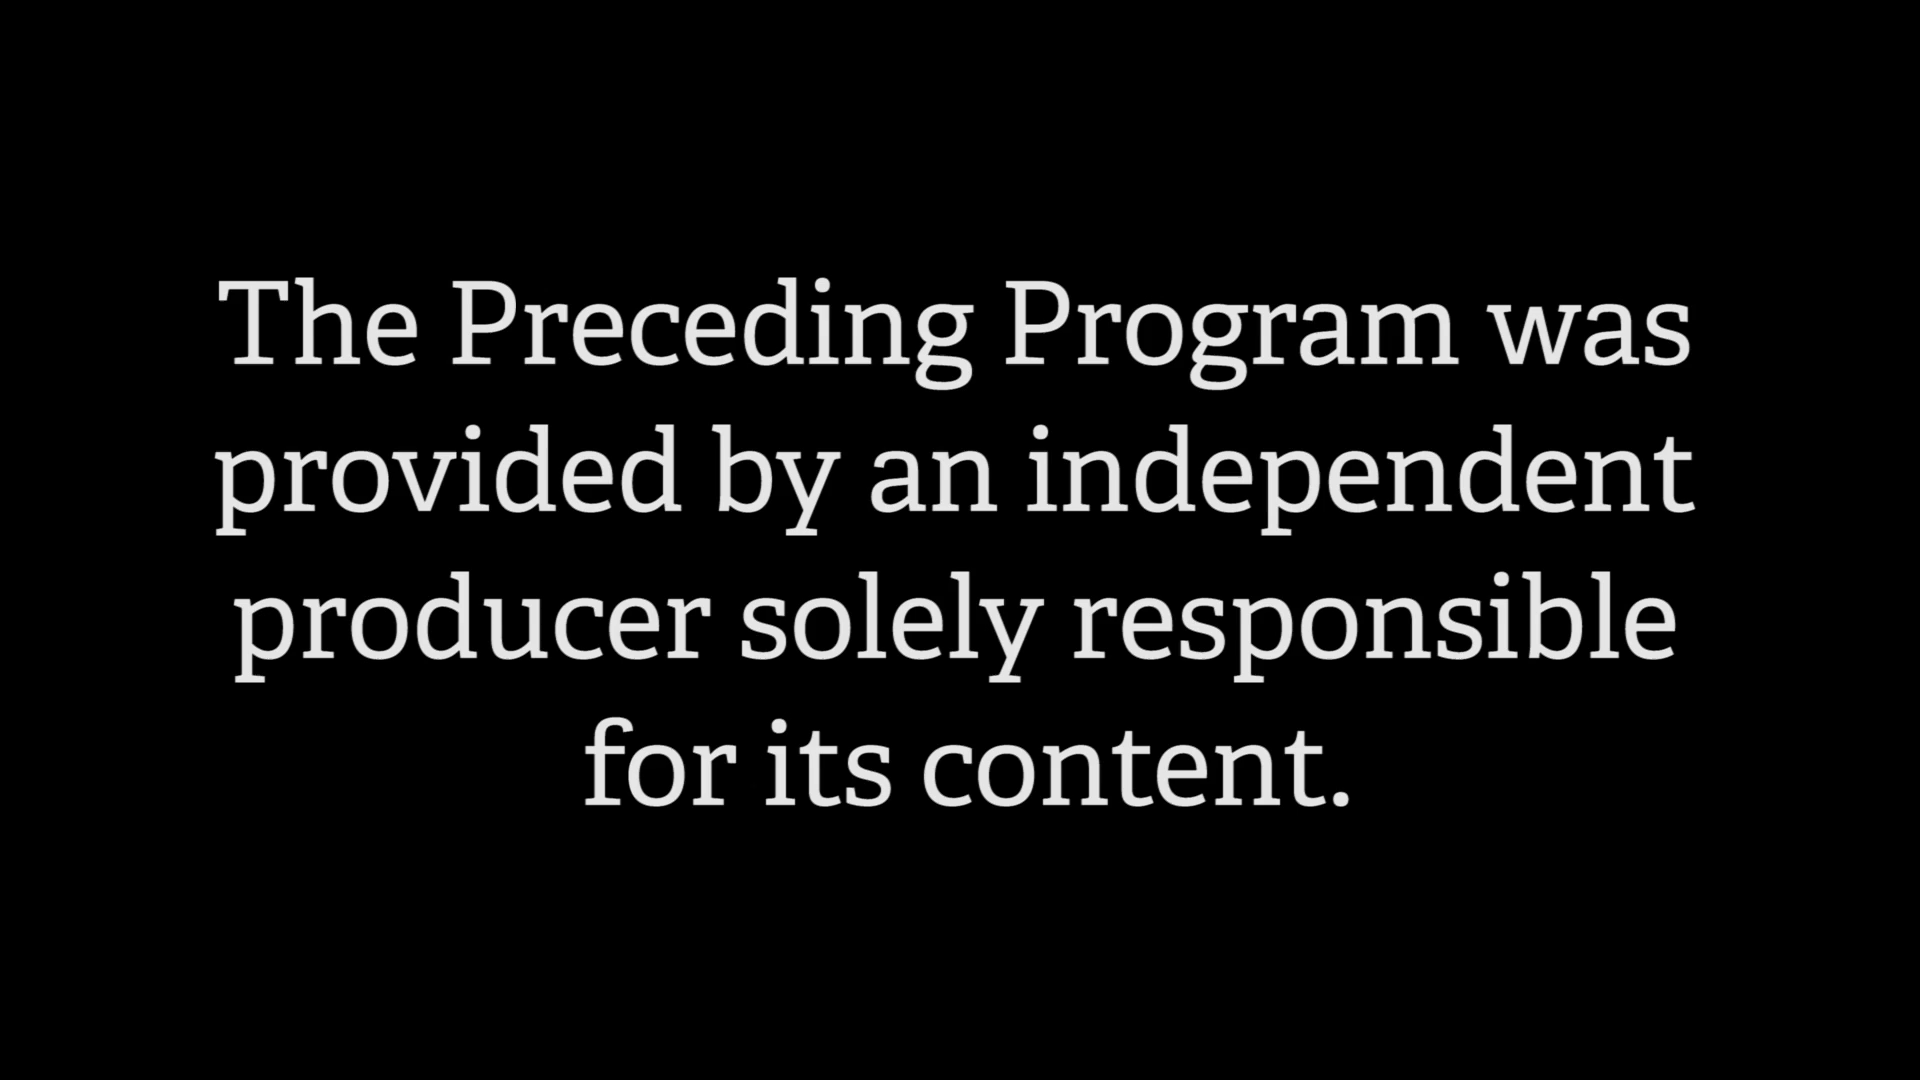 The Preceding Program was
provided by an independent
producer solely responsible
for its content.